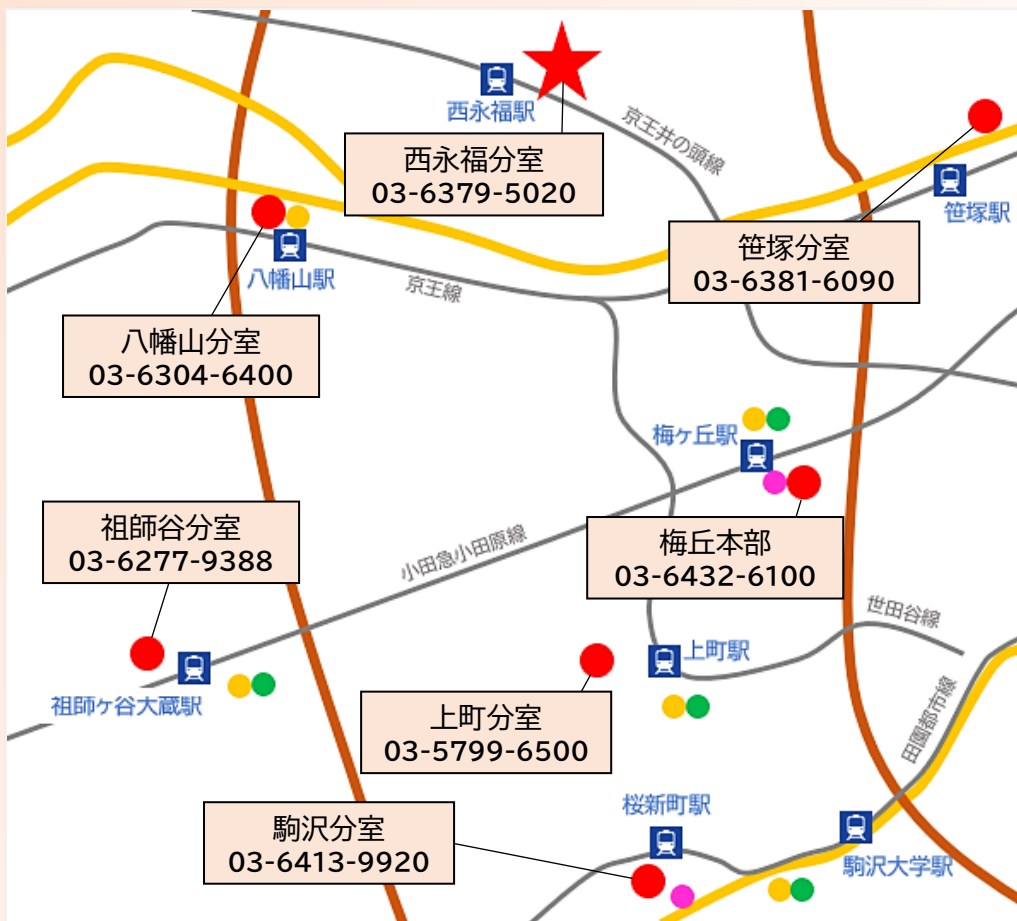 西永福駅
京王井の頭線
西永福分室
03-6379-5020
笹塚駅
笹塚分室
03-6381-6090
八幡山駅
京王線
八幡山分室
03-6304-6400
梅ヶ丘駅
祖師谷分室
03-6277-9388
小田急小田原線
梅丘本部
03-6432-6100
世田谷線
上町駅
祖師ヶ谷大蔵駅
上町分室
03-5799-6500
田園都市線
桜新町駅
駒沢分室
03-6413-9920
駒沢大学駅